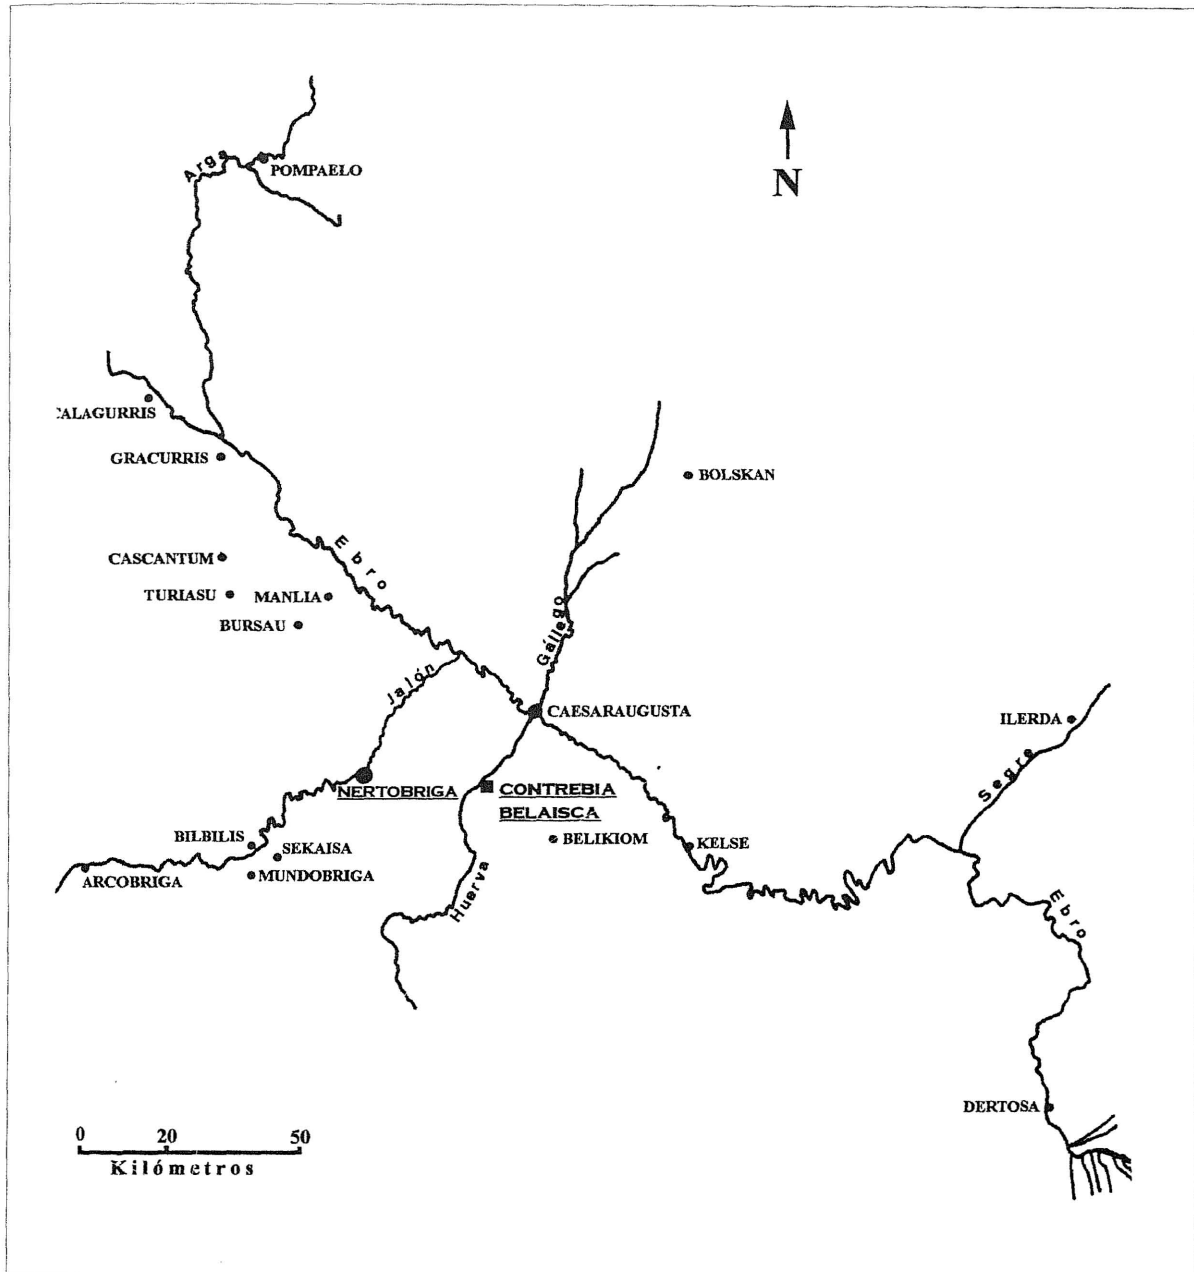 N
Arga
POMPAELO
:ALAGURRIS
GRACURRIS
BOLSKAN
Ebro
CASCANTUM
TURIASU
MANLIA
BURSAU
Gállego
Jalón
CAESARAUGUSTA
ILERDA
Segre
NERTOBRIGA
CONTREBIA
BELAISCA
BILBILIS
SEKAISA
BELIKIOM
KELSE
ARCOBRIGA
MUNDOBRIGA
Huerva
Ebro
DERTOSA
0 20 50
Kilómetros